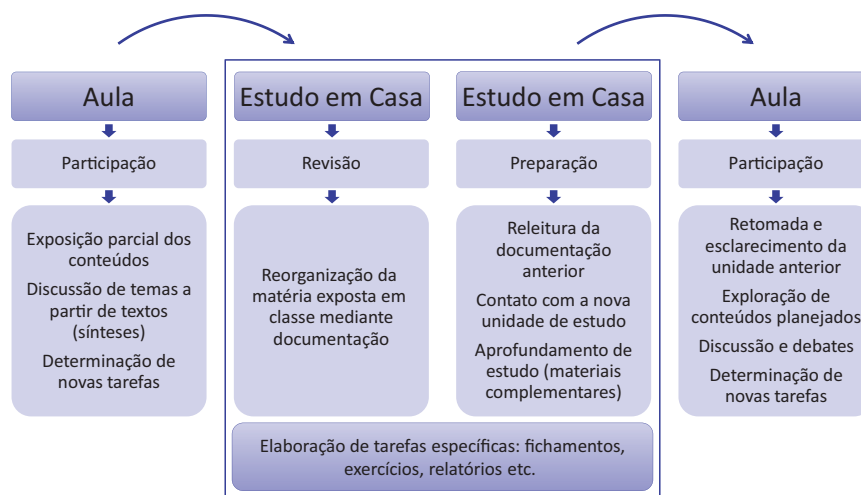 Aula
Participação
Exposição parcial dos
conteúdos
Discussão de temas a
partir de textos
(sínteses)
Determinação de
novas tarefas
Estudo em Casa
Revisão
Reorganização da
matéria exposta em
classe mediante
documentação
Estudo em Casa
Preparação
Releitura da
documentação
anterior
Contato com a nova
unidade de estudo
Aprofundamento de
estudo (materiais
complementares)
Elaboração de tarefas específicas: fichamentos,
exercícios, relatórios etc.
Aula
Participação
Retomada e
esclarecimento da
unidade anterior
Exploração de
conteúdos planejados
Discussão e debates
Determinação de
novas tarefas